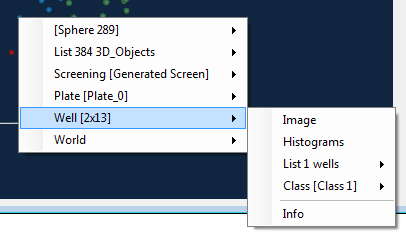 [Sphere 289]
List 384 3D_Objects
Screening [Generated Screen]
Plate [Plate_0]
Well [2x13]
World
Image
Histograms
List 1 wells
Class [Class 1]
Info